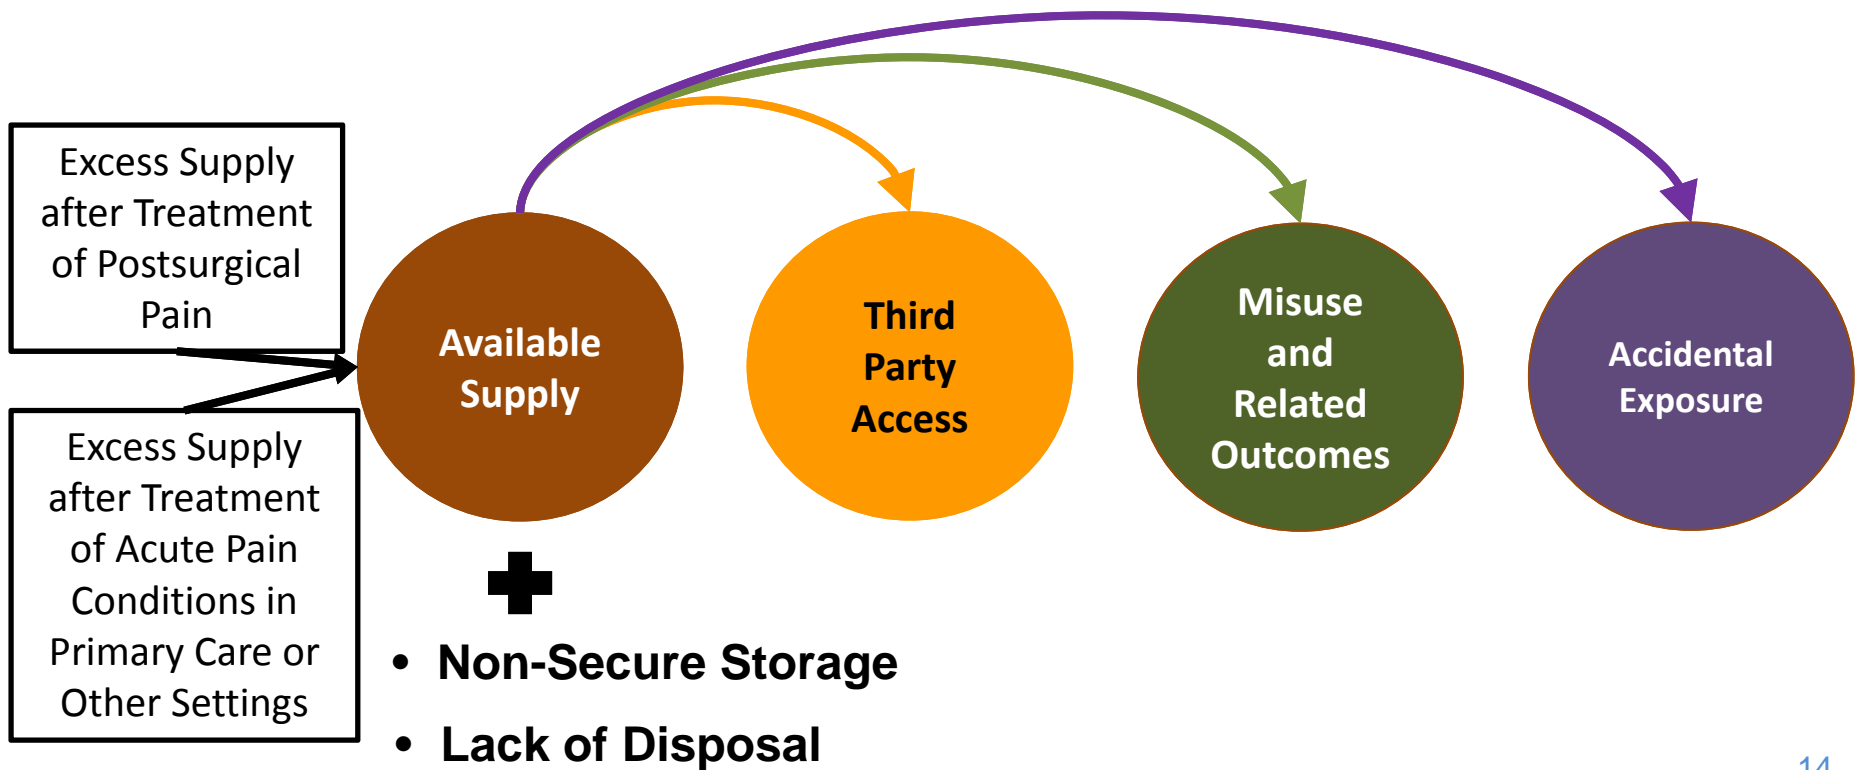 Excess Supply
after Treatment
of Postsurgical
Pain
Excess Supply
after Treatment
of Acute Pain
Conditions in
Primary Care or
Other Settings
Available
Supply
Third
Party
Access
Misuse
and
Related
Outcomes
Accidental
Exposure
• Non-Secure Storage
• Lack of Disposal
14